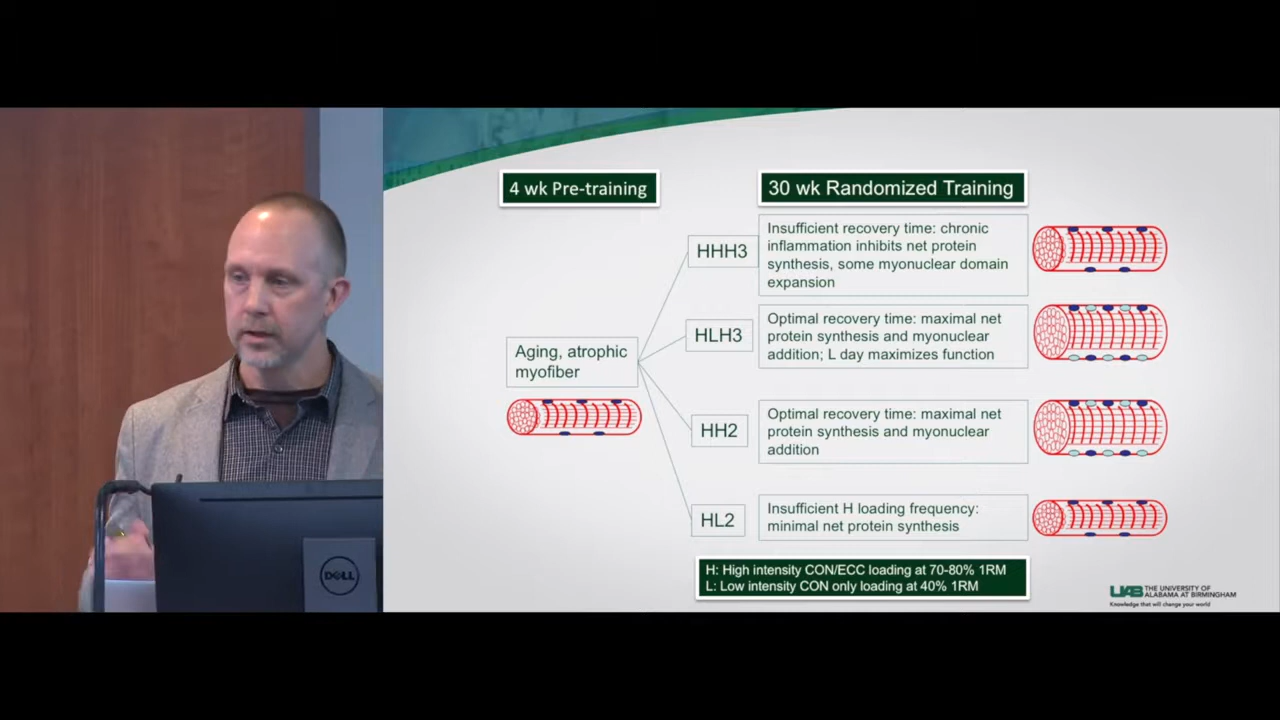 4 wk Pre-training
30 wk Randomized Training
Aging, atrophic
myofiber
HHH3
Insufficient recovery time: chronic
inflammation inhibits net protein
synthesis, some myonuclear domain
expansion
HLH3
Optimal recovery time: maximal net
protein synthesis and myonuclear
addition; L day maximizes function
HH2
Optimal recovery time: maximal net
protein synthesis and myonuclear
addition
HL2
Insufficient H loading frequency:
minimal net protein synthesis
H: High intensity CON/ECC loading at 70-80% 1RM
L: Low intensity CON only loading at 40% 1RM
DELL
UAB THE UNIVERSITY OF
ALABAMA AT BIRMINGHAM
Knowledge that will change your world